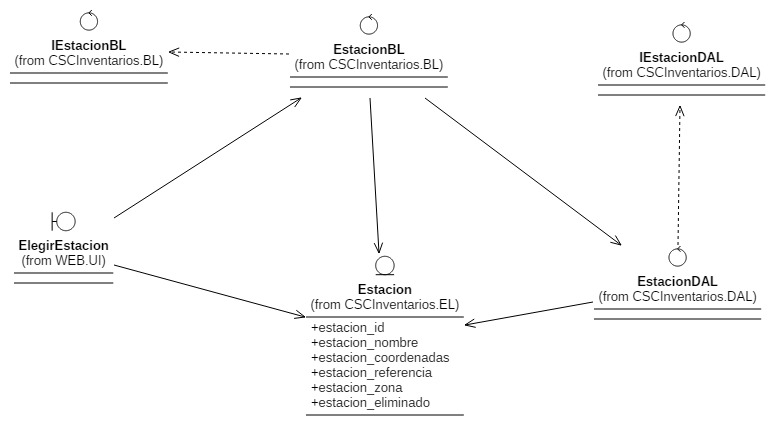 IEstacionBL
(from CSCInventarios.BL)
EstacionBL
(from CSCInventarios.BL)
IEstacionDAL
(from CSCInventarios.DAL)
ElegirEstacion
(from WEB.UI)
Estacion
(from CSCInventarios.EL)
+estacion_id
+estacion_nombre
+estacion_coordenadas
+estacion_referencia
+estacion_zona
+estacion_eliminado
EstacionDAL
(from CSCInventarios.DAL)